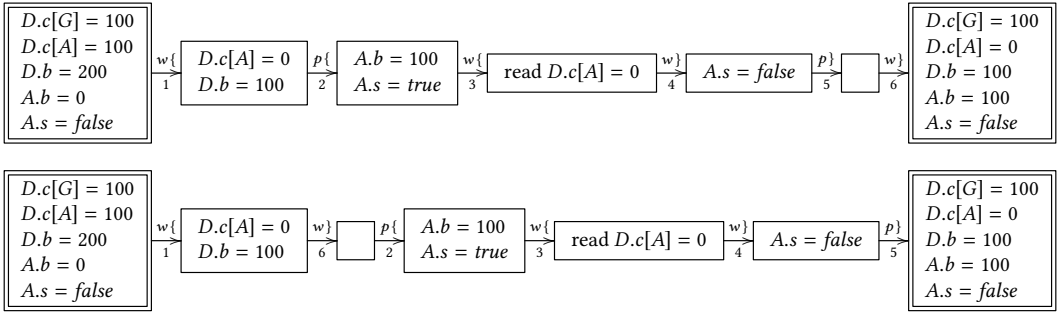 D.c[G] = 100
D.c[A] = 100
D.b = 200
A.b = 0
A.s = false
w{
1
D.c[A] = 0
D.b = 100
p{
2
A.b = 100
A.s = true
w{
3
read D.c[A] = 0
w}
4
A.s = false
p}
5
w}
6
D.c[G] = 100
D.c[A] = 0
D.b = 100
A.b = 100
A.s = false
D.c[G] = 100
D.c[A] = 100
D.b = 200
A.b = 0
A.s = false
w{
1
D.c[A] = 0
D.b = 100
w}
6
p{
2
A.b = 100
A.s = true
w{
3
read D.c[A] = 0
w}
4
A.s = false
p}
5
D.c[G] = 100
D.c[A] = 0
D.b = 100
A.b = 100
A.s = false